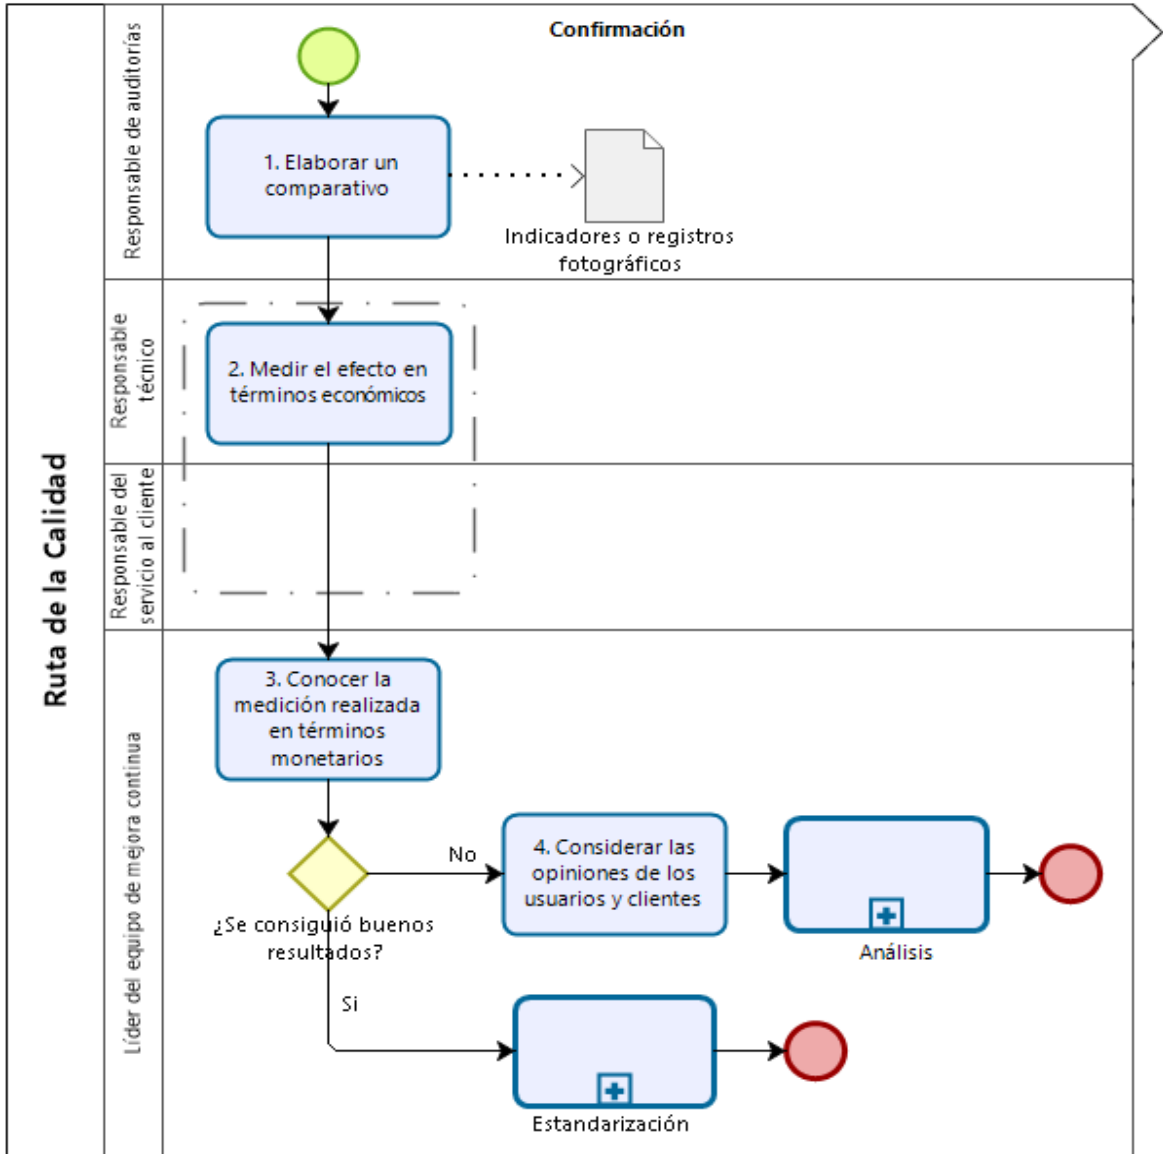 Confirmación
Ruta de la Calidad
Responsable de auditorías
1. Elaborar un
comparativo
Indicadores o registros
fotográficos
Responsable
técnico
2. Medir el efecto en
términos económicos
Responsable del
servicio al cliente
Líder del equipo de mejora continua
3. Conocer la
medición realizada
en términos
monetarios
¿Se consiguió buenos
resultados?
No
4. Considerar las
opiniones de los
usuarios y clientes
Análisis
Si
Estandarización